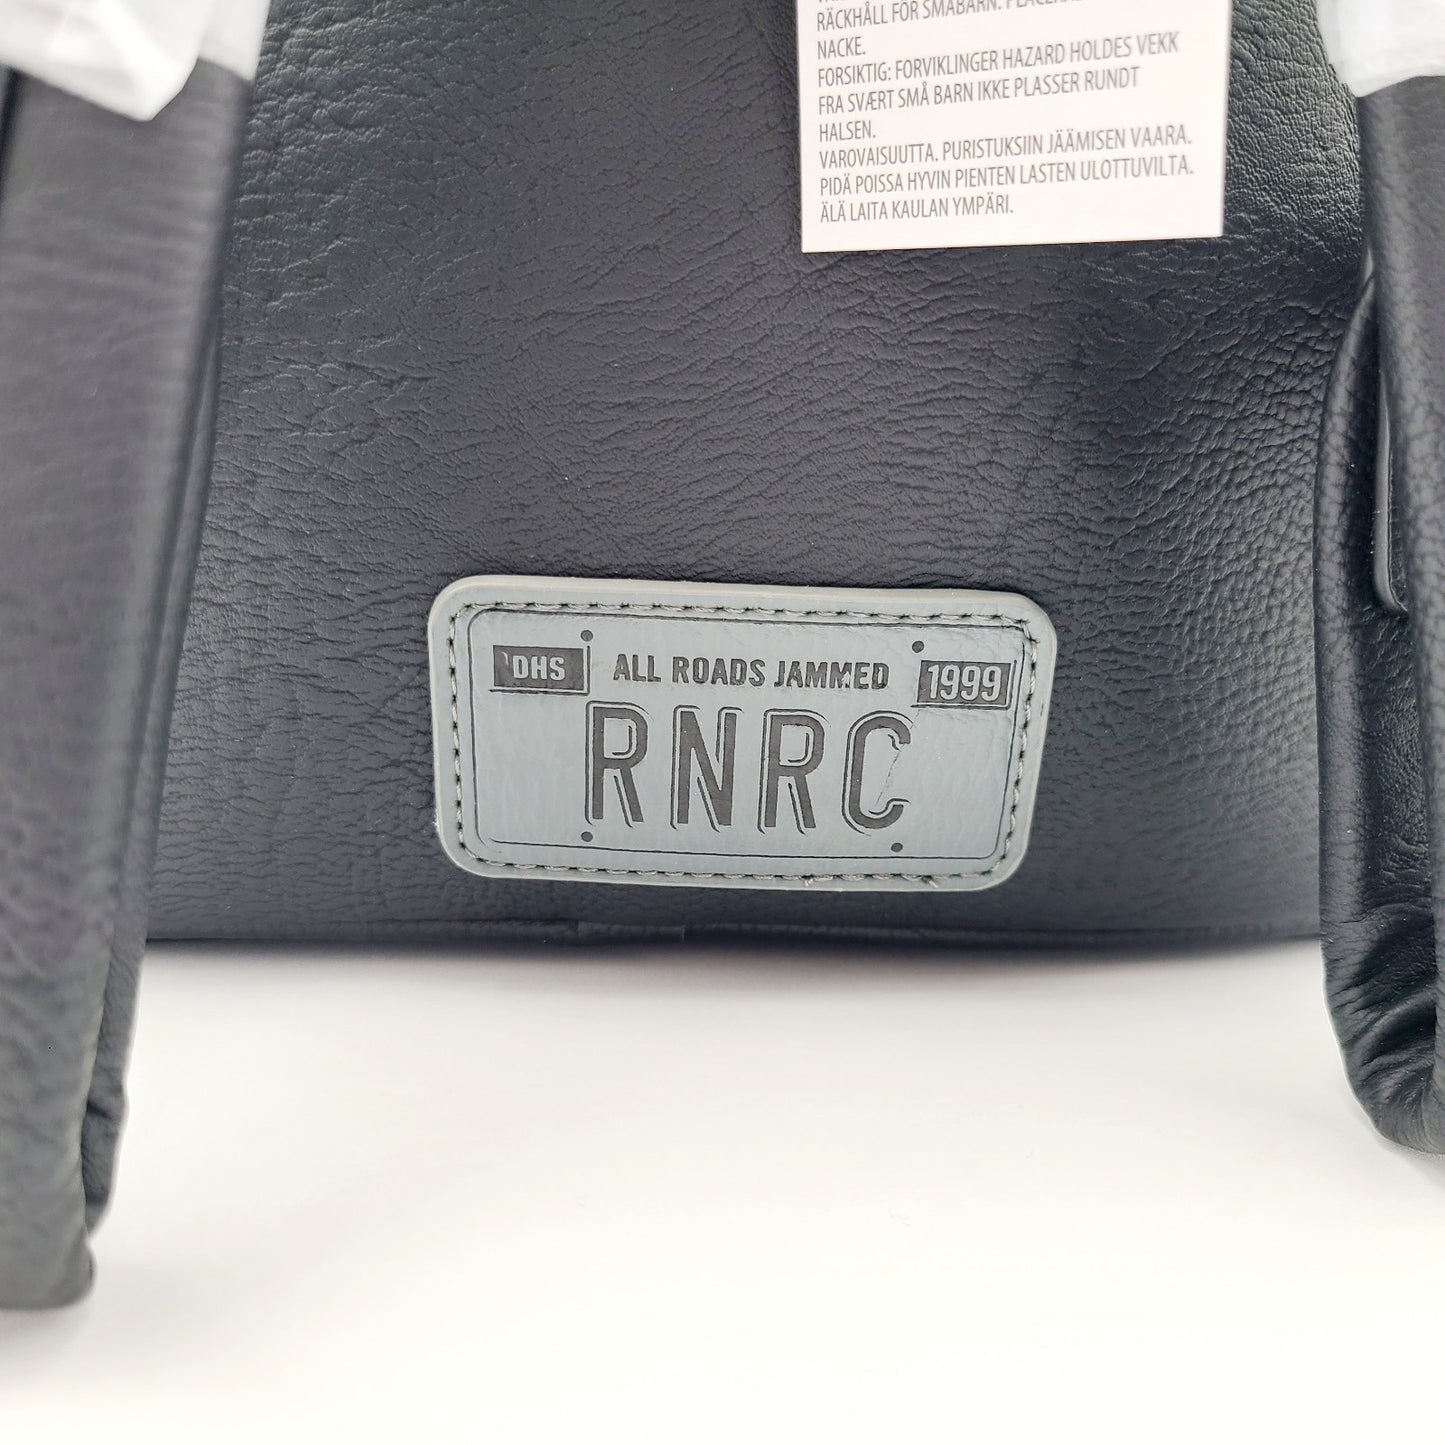 RÄCKHÅLL FÖR SMÅBARN.
NACKE.
FORSIKTIG: FORVIKLINGER HAZARD HOLDES VEKK
FRA SVÆRT SMÅ BARN IKKE PLASSER RUNDT
HALSEN.
VAROVAISUUTTA. PURISTUKSIIN JÄÄMISEN VAARA.
PIDÄ POISSA HYVIN PIENTEN LASTEN ULOTTUVILTA.
ÄLÄ LAITA KAULAN YMPÄRI.
DHS ALL ROADS JAMMED 1999
RNRC